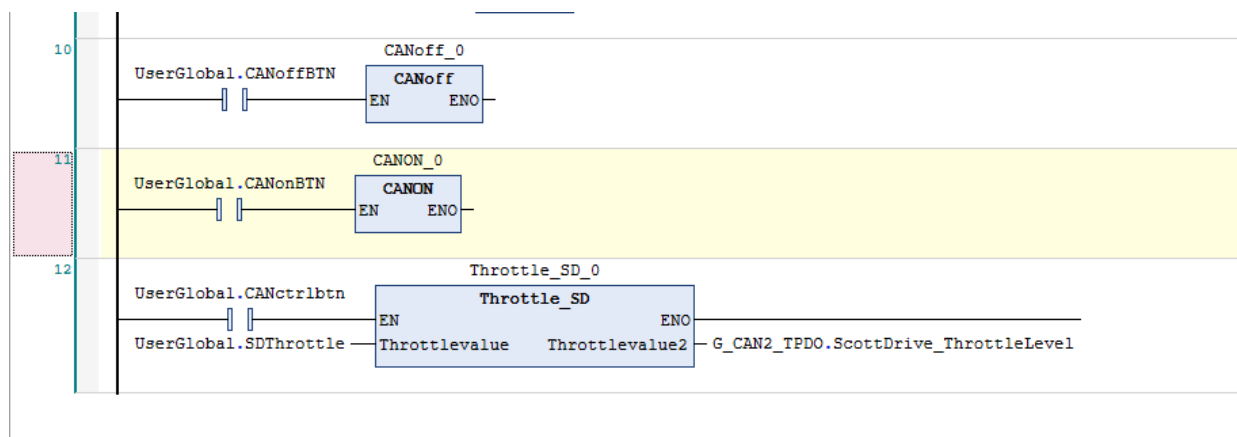 10
CANoff_0
UserGlobal.CANoffBTN
CANoff
EN ENO
11
CANON_0
UserGlobal.CANonBTN
CANON
EN ENO
12
Throttle_SD_0
UserGlobal.CANctrlbtn
Throttle_SD
EN ENO
UserGlobal.SDThrottle Throttlevalue Throttlevalue2 G_CAN2_TPDO.ScottDrive_ThrottleLevel